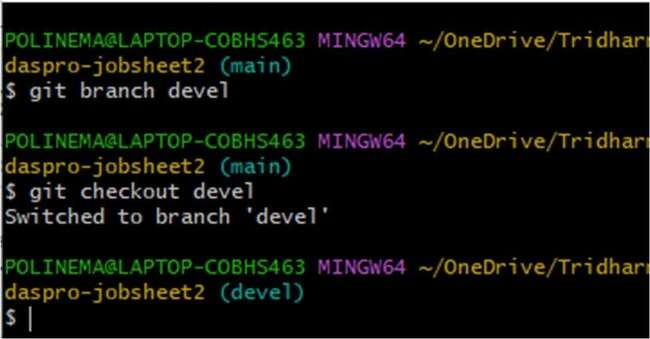 POLINEMA@LAPTOP-COBHS463 MINGW64 ~/OneDrive/Tridharm
daspro-jobsheet2 (main)
$ git branch devel
POLINEMA@LAPTOP-COBHS463 MINGW64 ~/OneDrive/Tridharm
daspro-jobsheet2 (main)
$ git checkout devel
Switched to branch 'devel'
POLINEMA@LAPTOP-COBHS463 MINGW64 ~/OneDrive/Tridharm
daspro-jobsheet2 (devel)
$